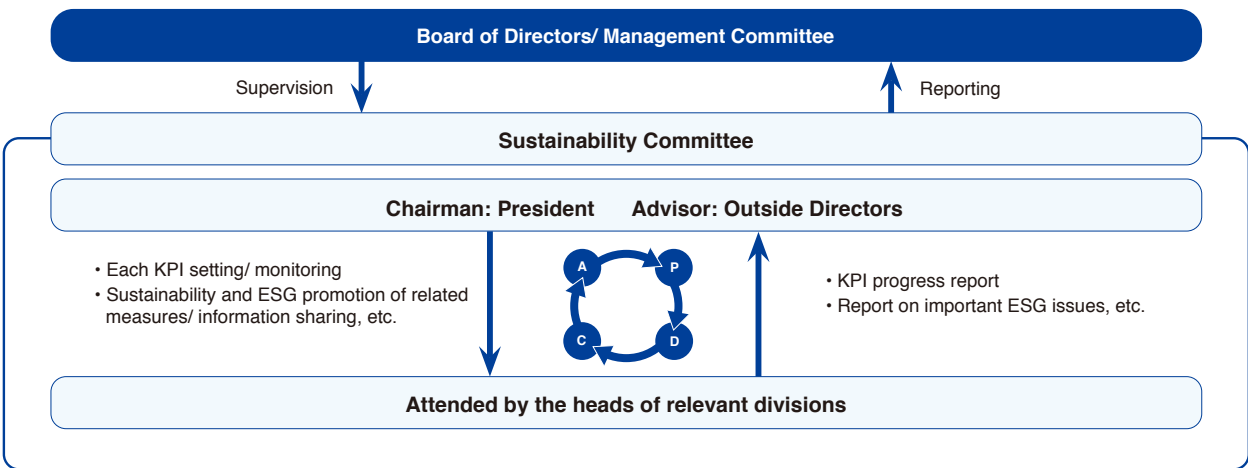 Board of Directors/ Management Committee
Supervision
Reporting
Sustainability Committee
Chairman: President Advisor: Outside Directors
• Each KPI setting/ monitoring
• Sustainability and ESG promotion of related
measures/ information sharing, etc.
A
P
C
D
• KPI progress report
• Report on important ESG issues, etc.
Attended by the heads of relevant divisions